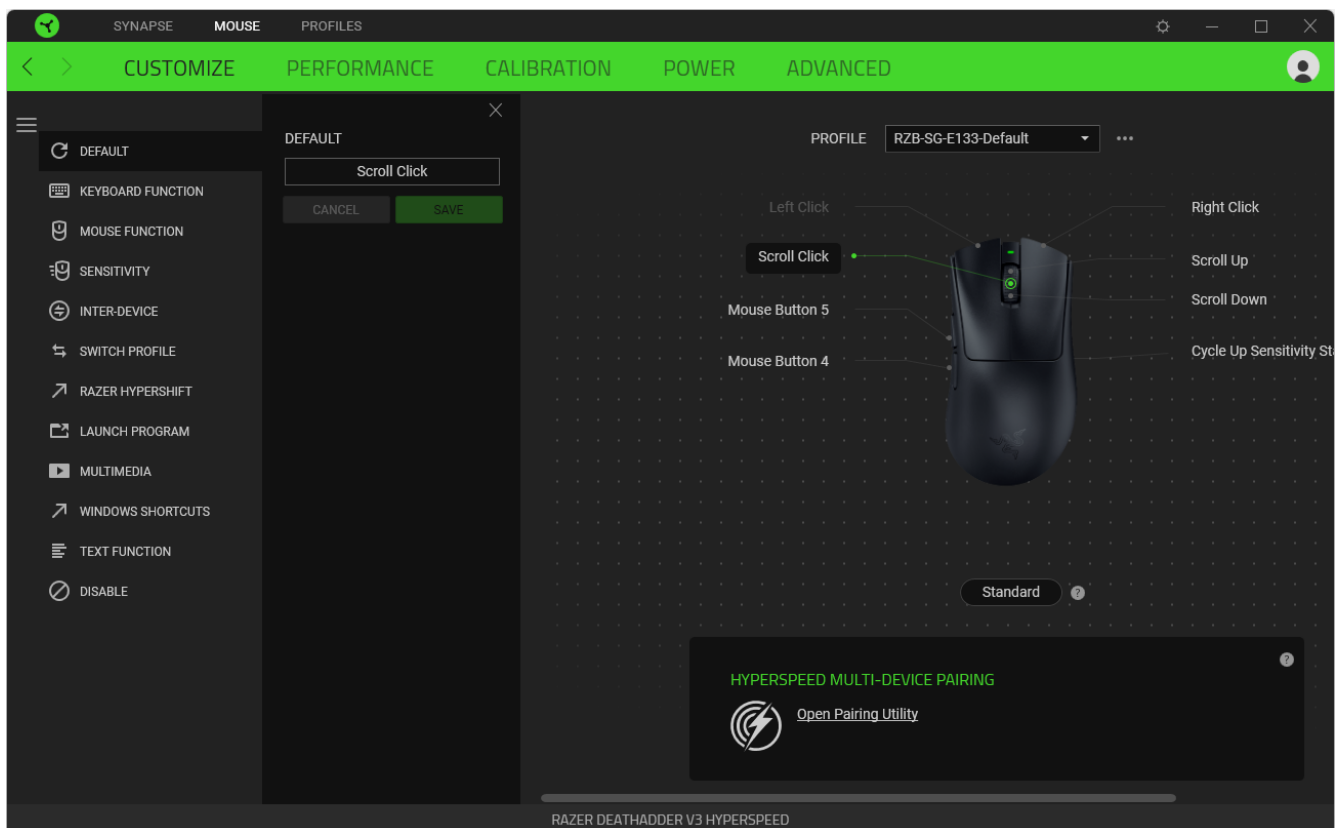 SYNAPSE MOUSE PROFILES
CUSTOMIZE PERFORMANCE CALIBRATION POWER ADVANCED
DEFAULT
KEYBOARD FUNCTION
MOUSE FUNCTION
SENSITIVITY
INTER-DEVICE
SWITCH PROFILE
RAZER HYPERSHIFT
LAUNCH PROGRAM
MULTIMEDIA
WINDOWS SHORTCUTS
TEXT FUNCTION
DISABLE
DEFAULT
Scroll Click
CANCEL SAVE
PROFILE RZB-SG-E133-Default
Left Click
Scroll Click
Mouse Button 5
Mouse Button 4
Right Click
Scroll Up
Scroll Down
Cycle Up Sensitivity Sta
Standard ?
?
HYPERSPEED MULTI-DEVICE PAIRING
Open Pairing Utility
RAZER DEATHADDER V3 HYPERSPEED